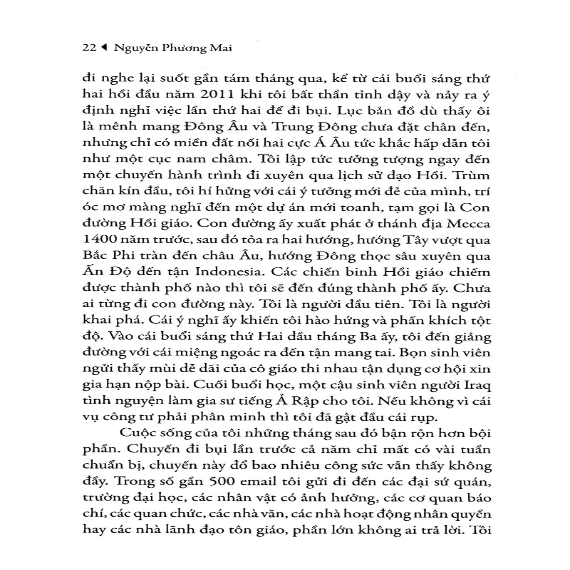 22 ◀ Nguyễn Phương Mai
đi nghe lại suốt gần tám tháng qua, kể từ cái buổi sáng thứ
hai hồi đầu năm 2011 khi tôi bất thần tỉnh dậy và nảy ra ý
định nghỉ việc lần thứ hai để đi bụi. Lục bản đồ dù thấy ôi
là mênh mang Đông Âu và Trung Đông chưa đặt chân đến,
nhưng chỉ có miền đất nối hai cực Á Âu tức khắc hấp dẫn tôi
như một cục nam châm. Tôi lập tức tưởng tượng ngay đến
một chuyến hành trình đi xuyên qua lịch sử đạo Hồi. Trùm
chăn kín đầu, tôi hí hửng với cái ý tưởng mới đẻ của mình, trí
óc mơ màng nghĩ đến một dự án mới toanh, tạm gọi là Con
đường Hồi giáo. Con đường ấy xuất phát ở thánh địa Mecca
1400 năm trước, sau đó tỏa ra hai hướng, hướng Tây vượt qua
Bắc Phi tràn đến châu Âu, hướng Đông thọc sâu xuyên qua
Ấn Độ đến tận Indonesia. Các chiến binh Hồi giáo chiếm
được thành phố nào thì tôi sẽ đến đúng thành phố ấy. Chưa
ai từng đi con đường này. Tôi là người đầu tiên. Tôi là người
khai phá. Cái ý nghĩ ấy khiến tôi hào hứng và phấn khích tột
độ. Vào cái buổi sáng thứ Hai đầu tháng Ba ấy, tôi đến giảng
đường với cái miệng ngoác ra đến tận mang tai. Bọn sinh viên
ngửi thấy mùi dễ dãi của cô giáo thi nhau tận dụng cơ hội xin
gia hạn nộp bài. Cuối buổi học, một cậu sinh viên người Iraq
tình nguyện làm gia sư tiếng Ả Rập cho tôi. Nếu không vì cái
vụ công tư phải phân minh thì tôi đã gật đầu cái rụp.
Cuộc sống của tôi những tháng sau đó bận rộn hơn bội
phần. Chuyến đi bụi lần trước cả năm chỉ mất có vài tuần
chuẩn bị, chuyến này đổ bao nhiêu công sức vẫn thấy không
đầy. Trong số gần 500 email tôi gửi đi đến các đại sứ quán,
trường đại học, các nhân vật có ảnh hưởng, các cơ quan báo
chí, các quan chức, các nhà văn, các nhà hoạt động nhân quyền
hay các nhà lãnh đạo tôn giáo, phần lớn không ai trả lời. Tôi